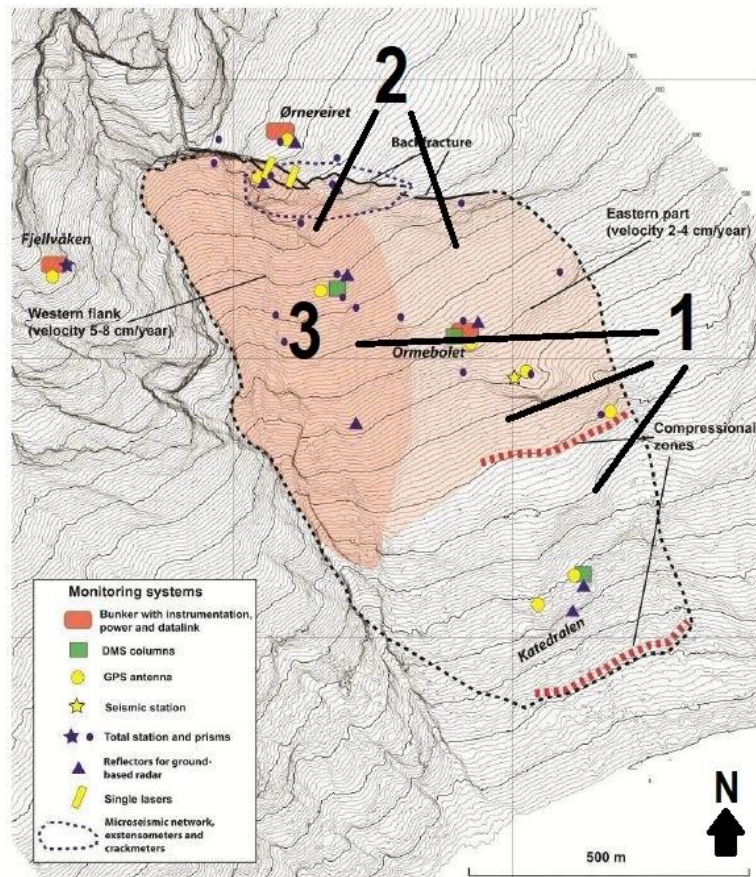 2
Ørnereiret
Backfracture
Fjellvåken
Eastern part
(velocity 2-4 cm/year)
Western flank
(velocity 5-8 cm/year)
3
1
Ormebolet
Compressional
zones
Katedralen
Monitoring systems
Bunker with instrumentation,
power and datalink
DMS columns
GPS antenna
Seismic station
Total station and prisms
Reflectors for ground-
based radar
Single lasers
Microseismic network,
exstensometers and
crackmeters
N
500 m